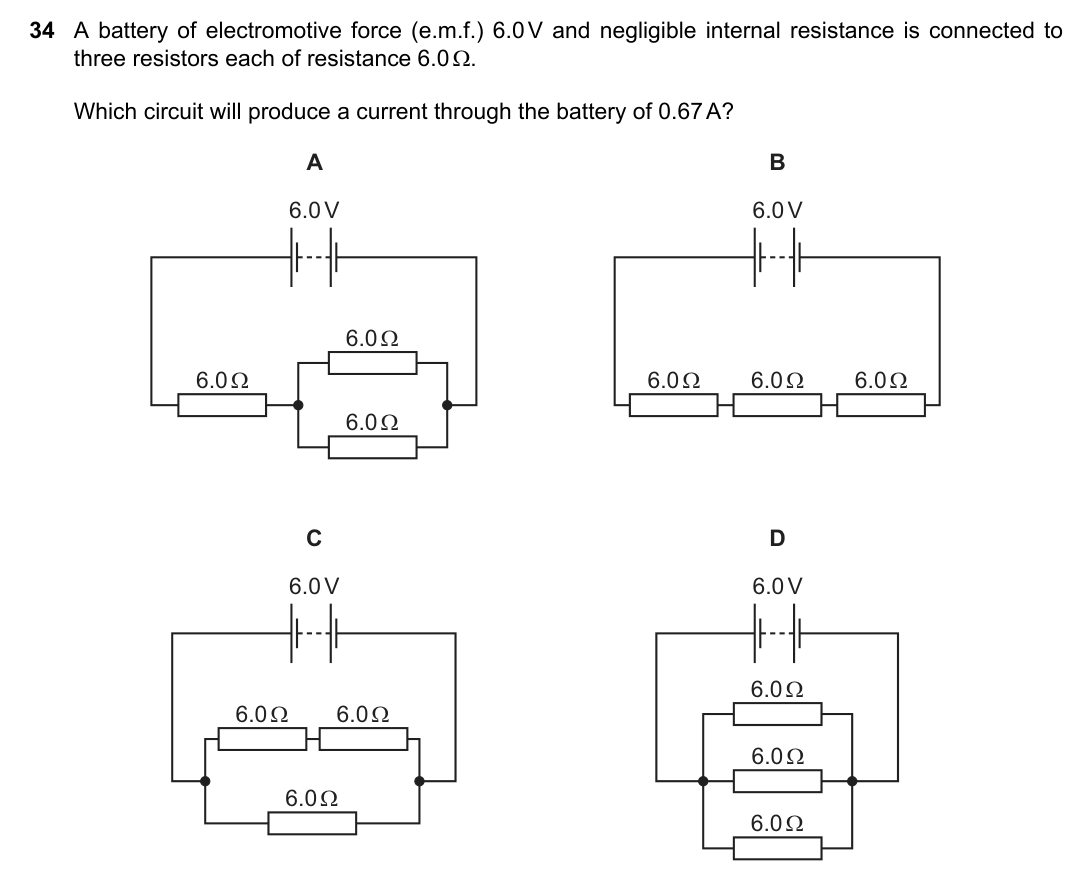 34 A battery of electromotive force (e.m.f.) 6.0 V and negligible internal resistance is connected to
three resistors each of resistance 6.0 Ω.
Which circuit will produce a current through the battery of 0.67 A?
A
6.0 V
6.0 Ω
6.0 Ω
6.0 Ω
B
6.0 V
6.0 Ω 6.0 Ω 6.0 Ω
C
6.0 V
6.0 Ω 6.0 Ω
6.0 Ω
D
6.0 V
6.0 Ω
6.0 Ω
6.0 Ω